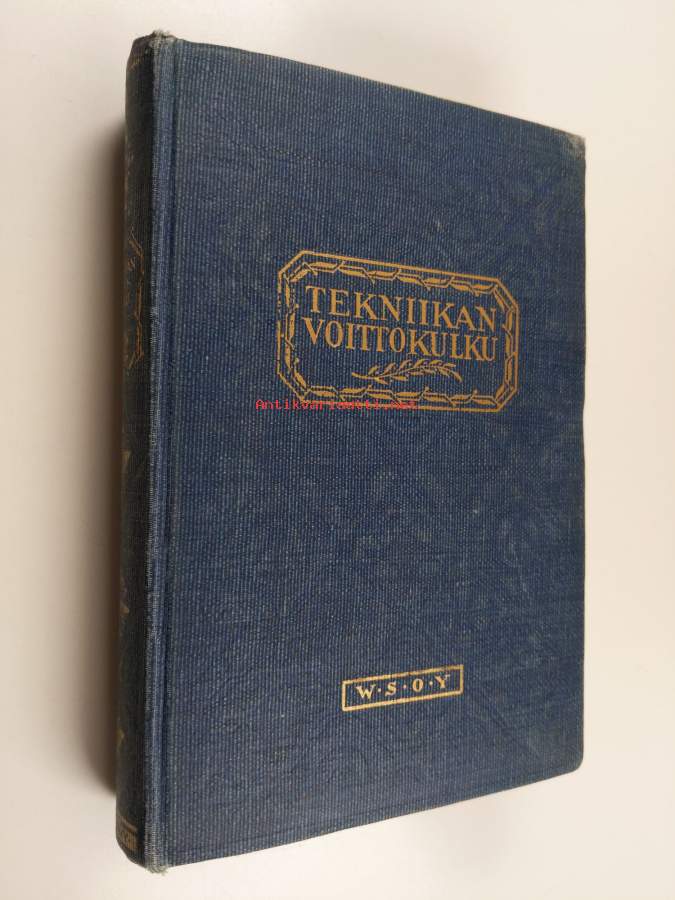 TEKNIIKAN
VOITTOKULKU
Antikvariaatti.net
W·S·O·Y